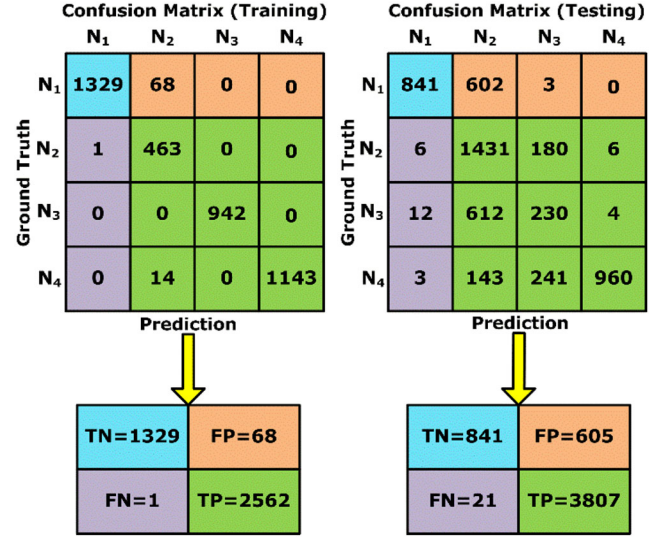 Confusion Matrix (Training)
N1 N2 N3 N4
Ground Truth
N1 1329 68 0 0
N2 1 463 0 0
N3 0 0 942 0
N4 0 14 0 1143
Prediction
TN=1329 FP=68
FN=1 TP=2562
Confusion Matrix (Testing)
N1 N2 N3 N4
Ground Truth
N1 841 602 3 0
N2 6 1431 180 6
N3 12 612 230 4
N4 3 143 241 960
Prediction
TN=841 FP=605
FN=21 TP=3807